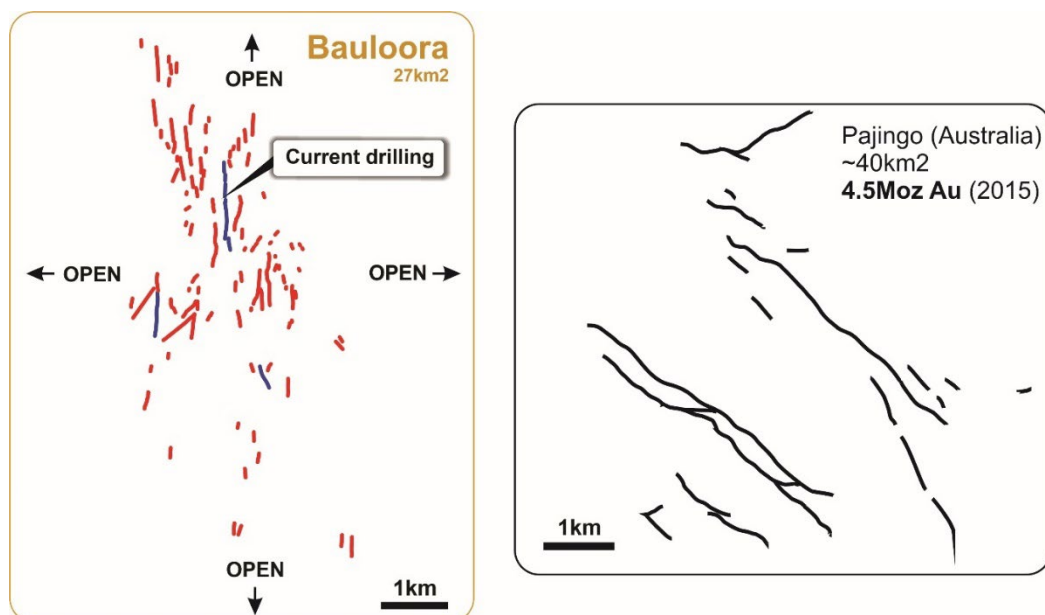 Bauloora
27km2
OPEN
Current drilling
OPEN
OPEN
OPEN
1km
Pajingo (Australia)
~40km2
4.5Moz Au (2015)
1km